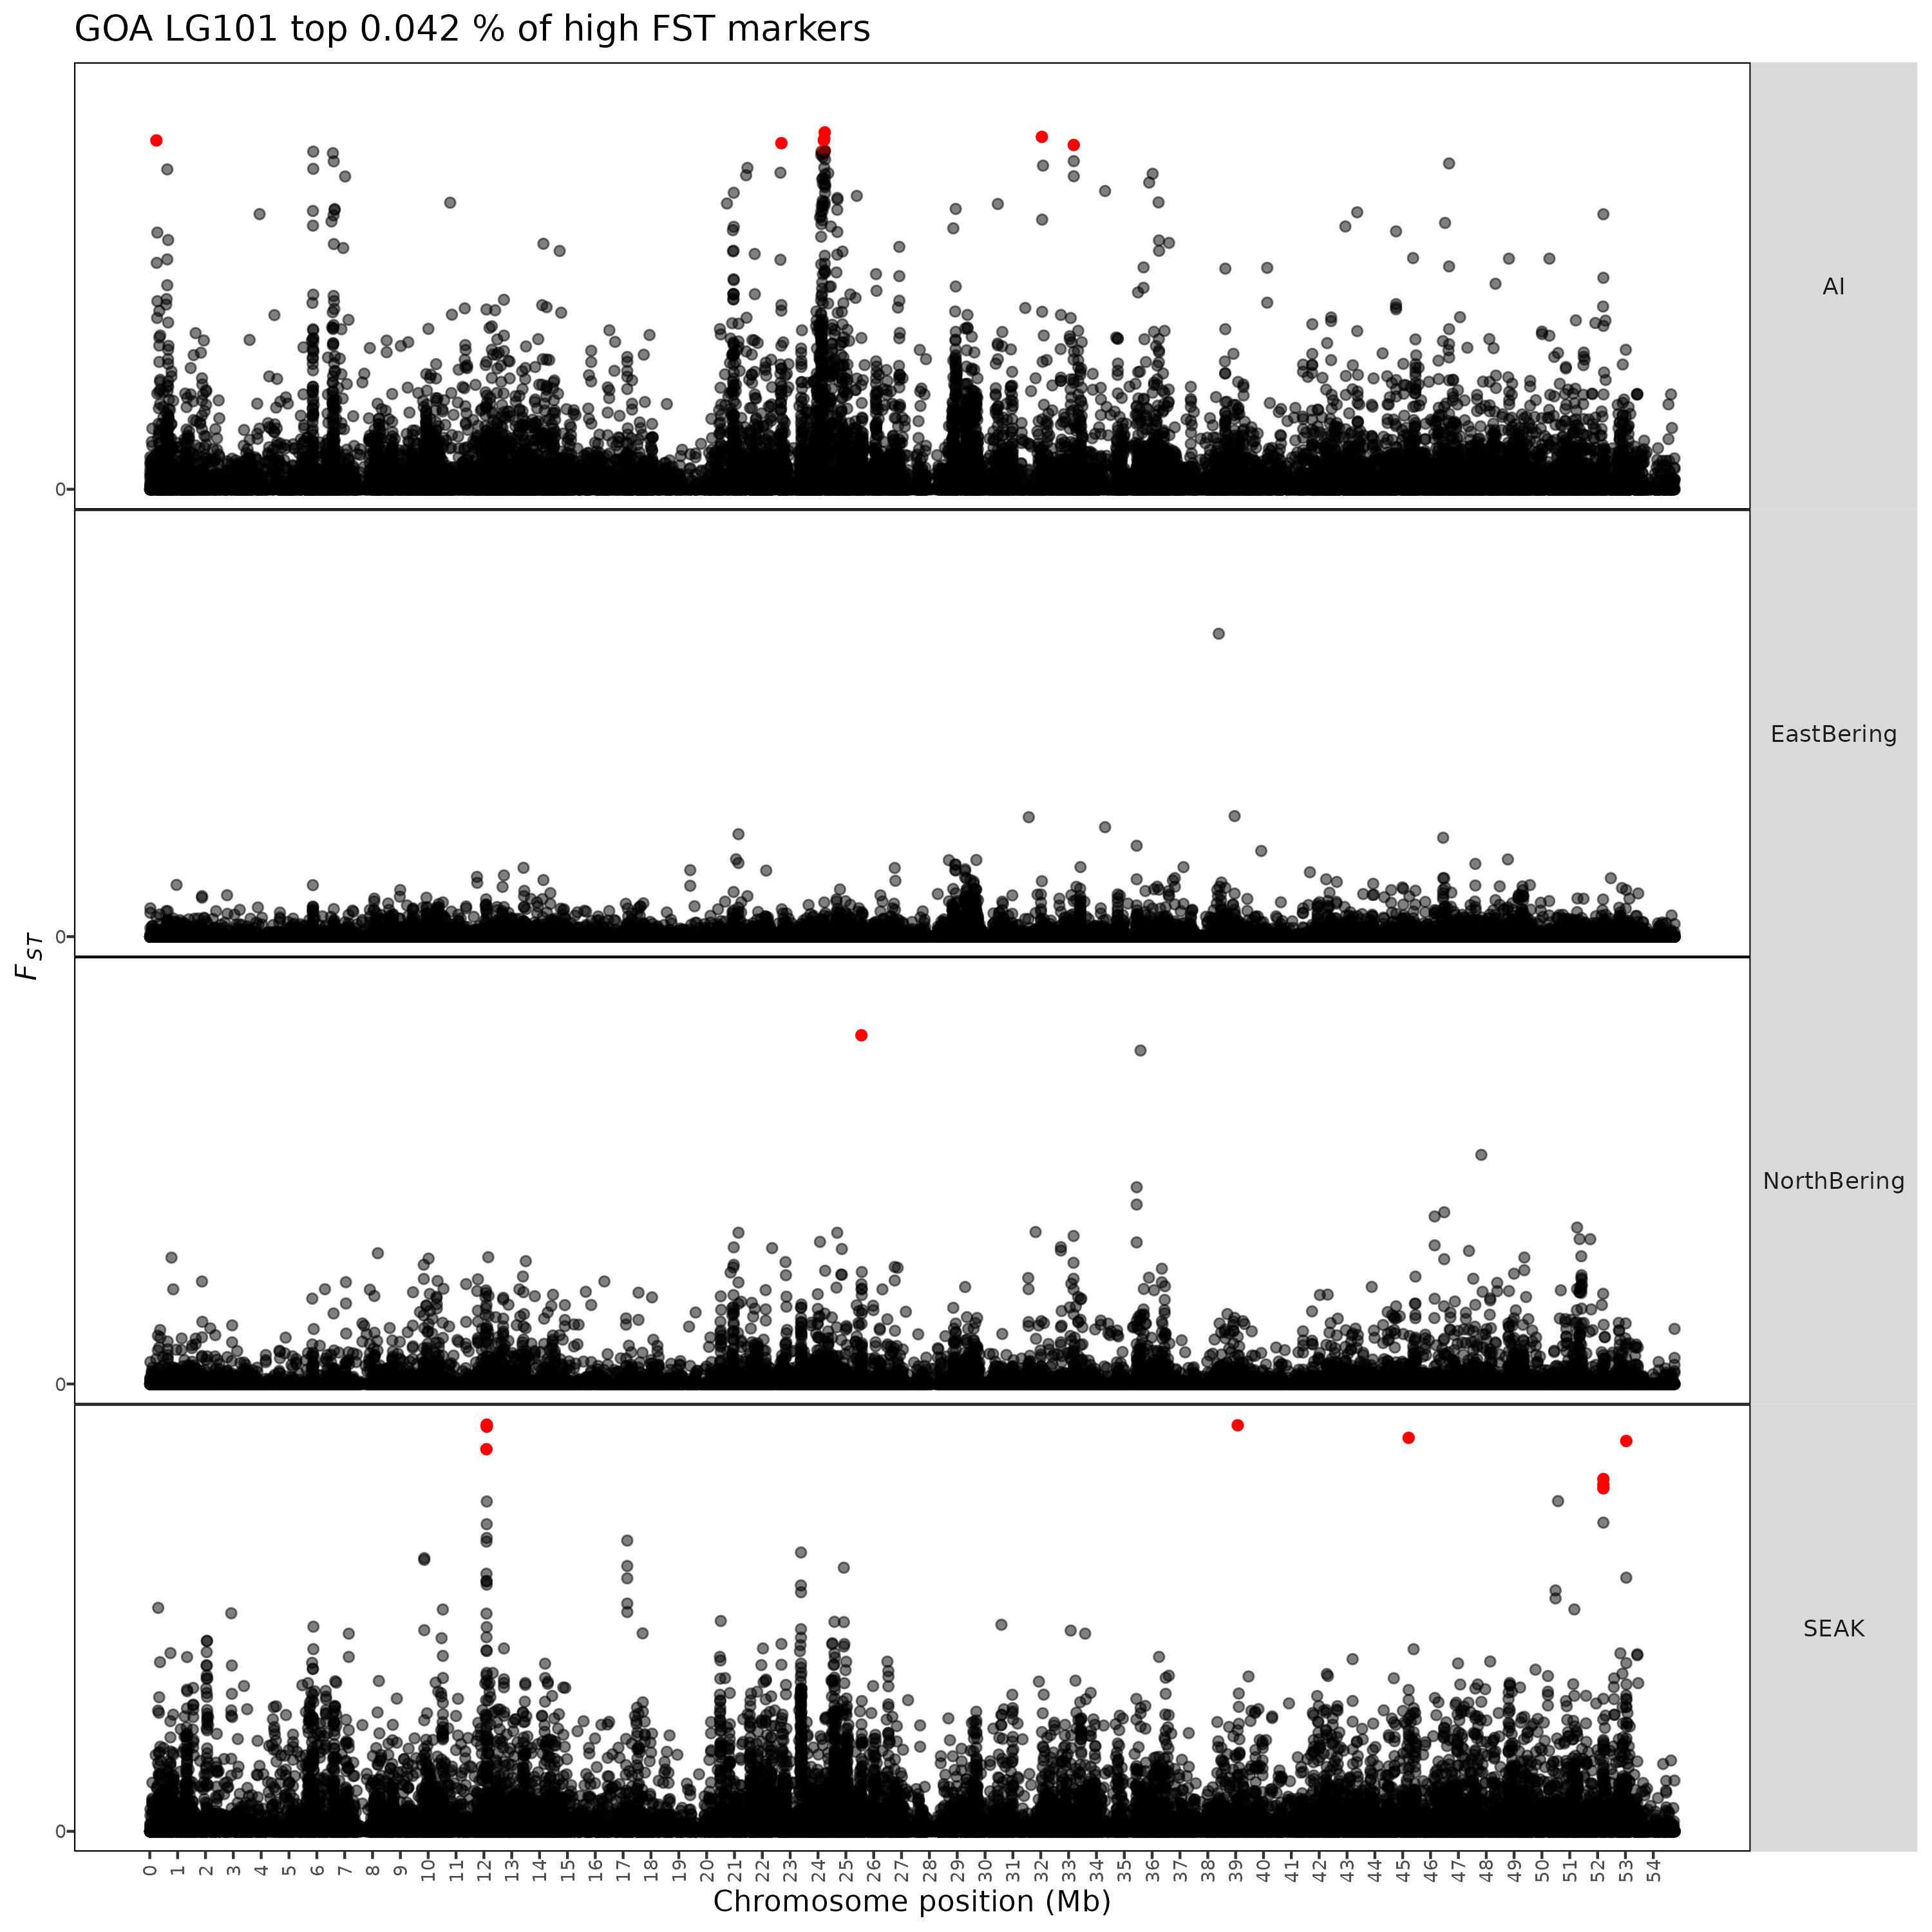 GOA LG101 top 0.042 % of high FST markers
AI
0
EastBering
0
FST
NorthBering
0
SEAK
0
0 1 2 3 4 5 6 7 8 9 10 11 12 13 14 15 16 17 18 19 20 21 22 23 24 25 26 27 28 29 30 31 32 33 34 35 36 37 38 39 40 41 42 43 44 45 46 47 48 49 50 51 52 53 54
Chromosome position (Mb)